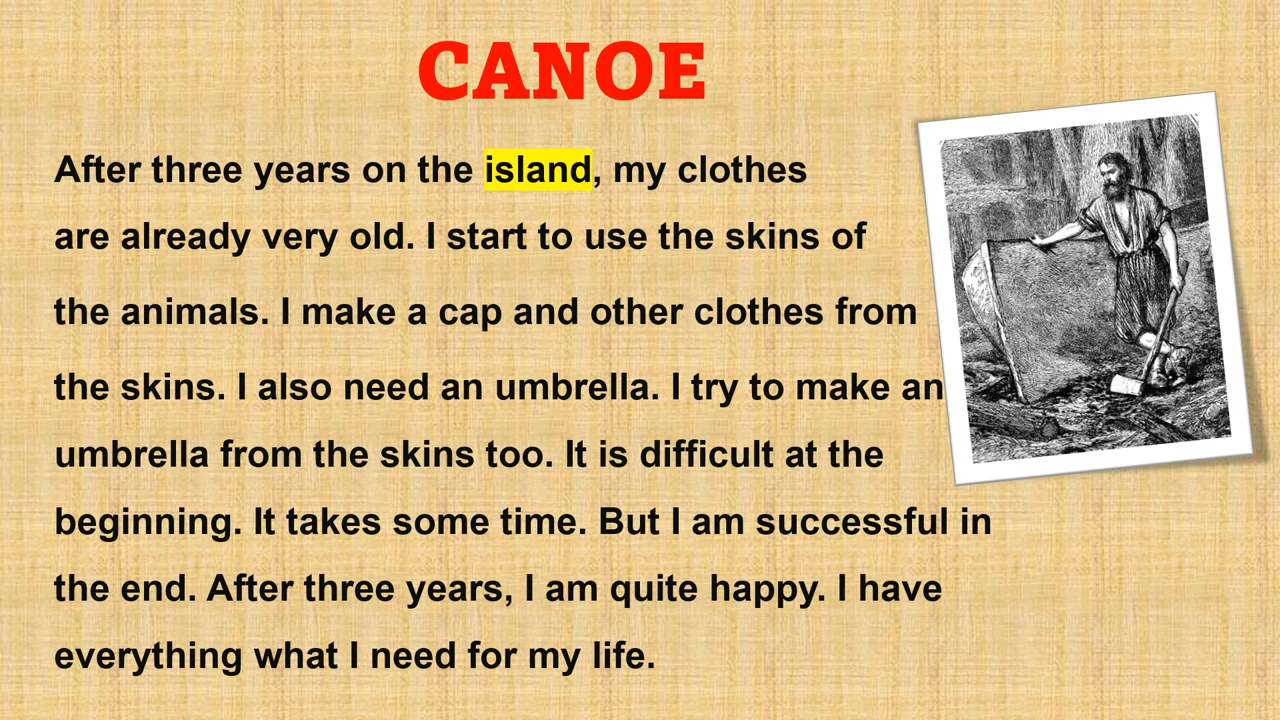 CANOE
After three years on the island, my clothes
are already very old. I start to use the skins of
the animals. I make a cap and other clothes from
the skins. I also need an umbrella. I try to make an
umbrella from the skins too. It is difficult at the
beginning. It takes some time. But I am successful in
the end. After three years, I am quite happy. I have
everything what I need for my life.